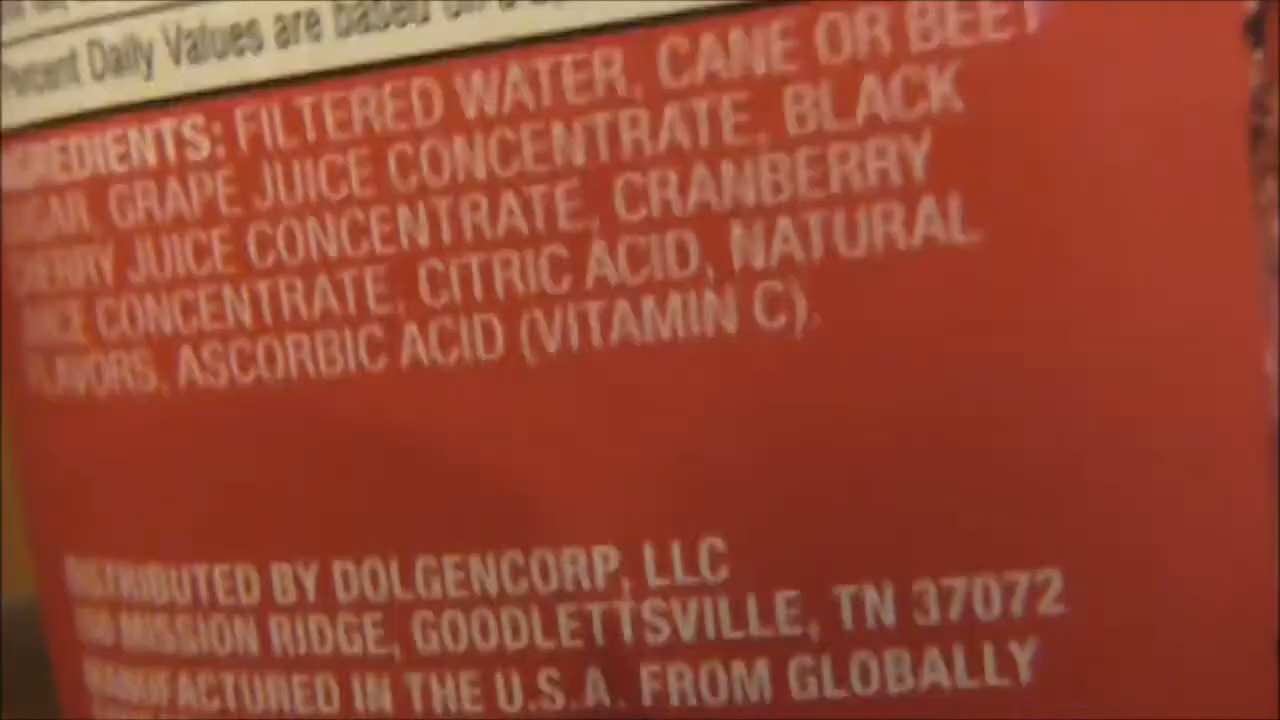 Percent Daily Values are based on a
INGREDIENTS: FILTERED WATER, CANE OR BEET
SUGAR, GRAPE JUICE CONCENTRATE, BLACK
CHERRY JUICE CONCENTRATE, CRANBERRY
JUICE CONCENTRATE, CITRIC ACID, NATURAL
FLAVORS, ASCORBIC ACID (VITAMIN C).
DISTRIBUTED BY DOLGENCORP, LLC
100 MISSION RIDGE, GOODLETTSVILLE, TN 37072
MANUFACTURED IN THE U.S.A. FROM GLOBALLY